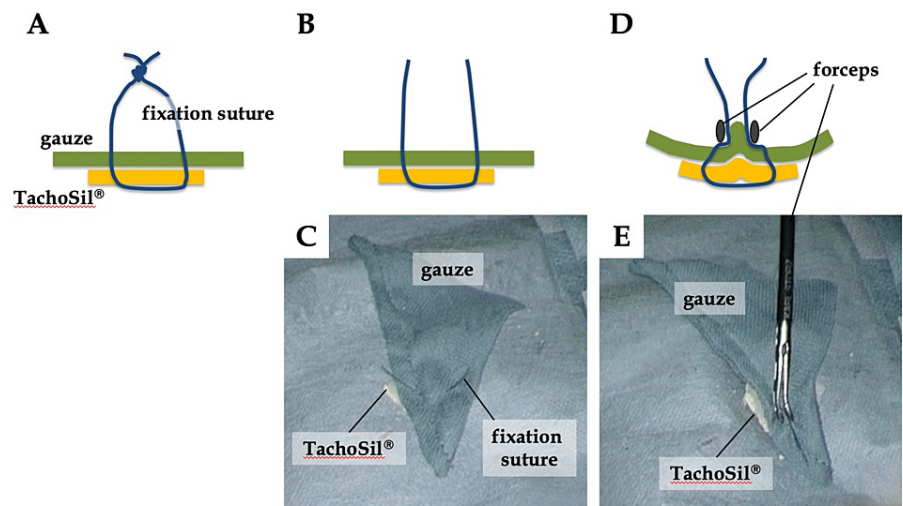 A
B
D
fixation suture
gauze
TachoSil®
forceps
C
gauze
TachoSil®
fixation
suture
E
gauze
TachoSil®